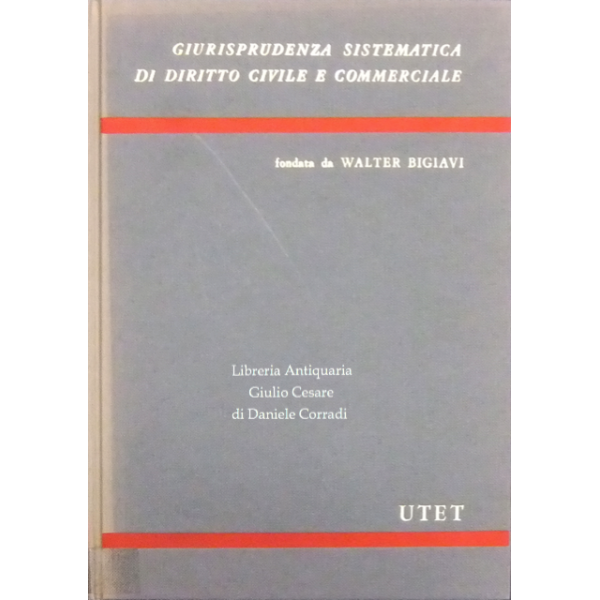 GIURISPRUDENZA SISTEMATICA
DI DIRITTO CIVILE E COMMERCIALE
fondata da WALTER BIGIAVI
Libreria Antiquaria
Giulio Cesare
di Daniele Corradi
UTET